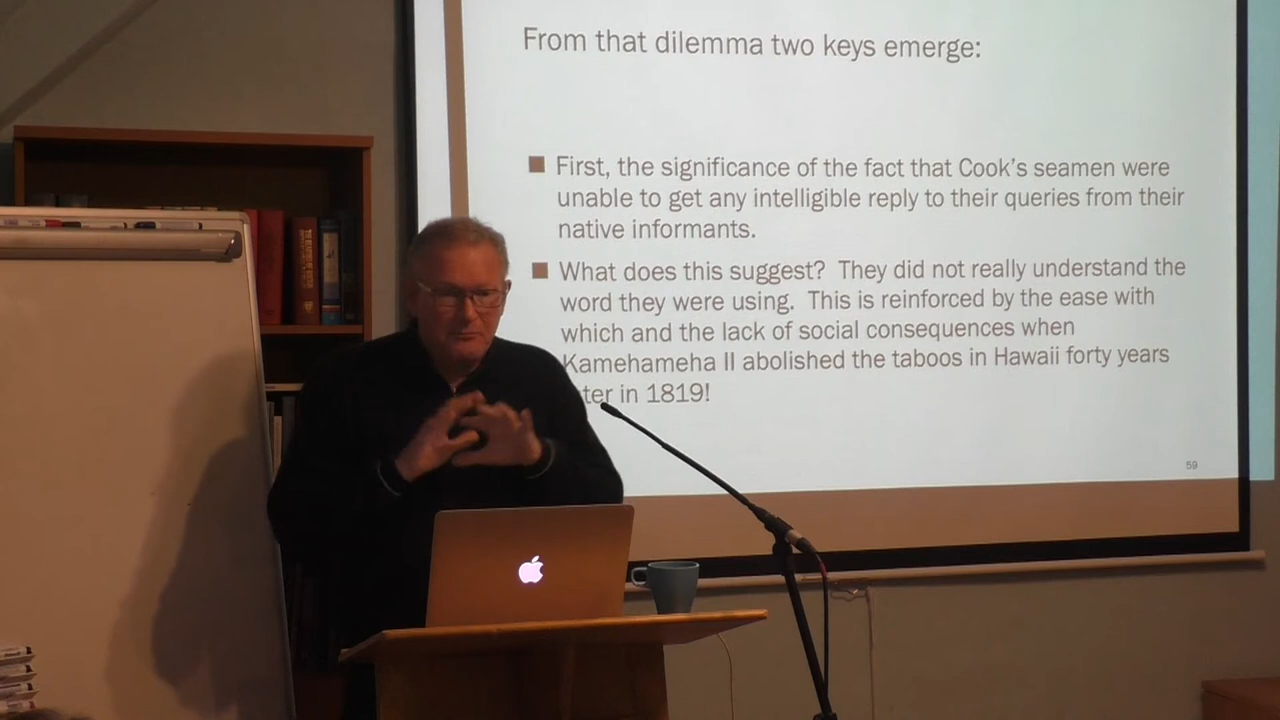 From that dilemma two keys emerge:
First, the significance of the fact that Cook's seamen were
unable to get any intelligible reply to their queries from their
native informants.
What does this suggest? They did not really understand the
word they were using. This is reinforced by the ease with
which and the lack of social consequences when
Kamehameha II abolished the taboos in Hawaii forty years
ter in 1819!
59